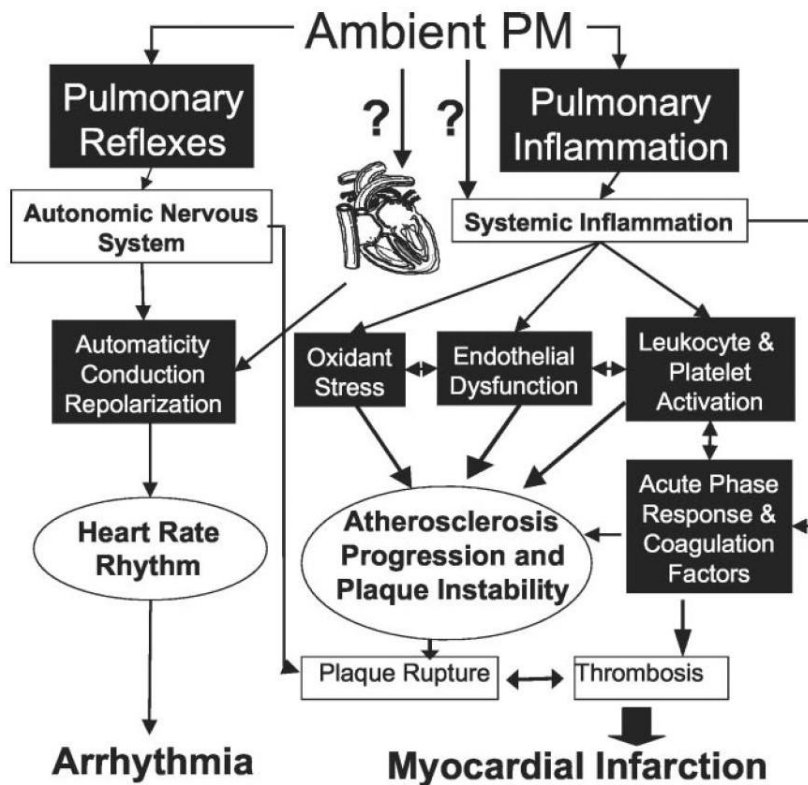 Ambient PM
Pulmonary
Reflexes
?
?
Pulmonary
Inflammation
Autonomic Nervous
System
Systemic Inflammation
Automaticity
Conduction
Repolarization
Oxidant
Stress
Endothelial
Dysfunction
Leukocyte &
Platelet
Activation
Heart Rate
Rhythm
Atherosclerosis
Progression and
Plaque Instability
Acute Phase
Response &
Coagulation
Factors
Plaque Rupture
Thrombosis
Arrhythmia
Myocardial Infarction